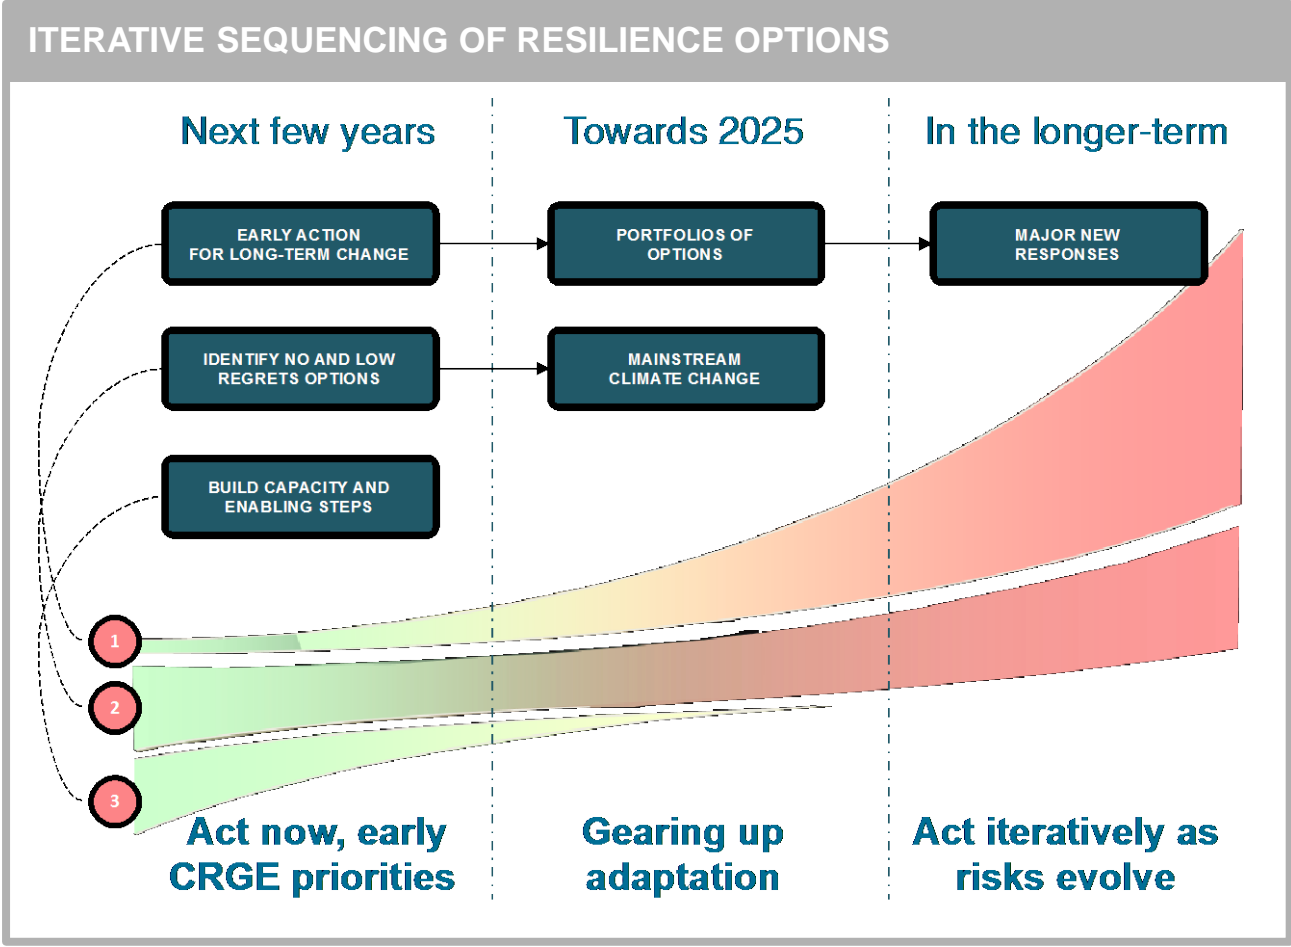 ITERATIVE SEQUENCING OF RESILIENCE OPTIONS
Next few years
Towards 2025
In the longer-term
EARLY ACTION
FOR LONG-TERM CHANGE
PORTFOLIOS OF
OPTIONS
MAJOR NEW
RESPONSES
IDENTIFY NO AND LOW
REGRETS OPTIONS
MAINSTREAM
CLIMATE CHANGE
BUILD CAPACITY AND
ENABLING STEPS
1
2
3
Act now, early
CRGE priorities
Gearing up
adaptation
Act iteratively as
risks evolve